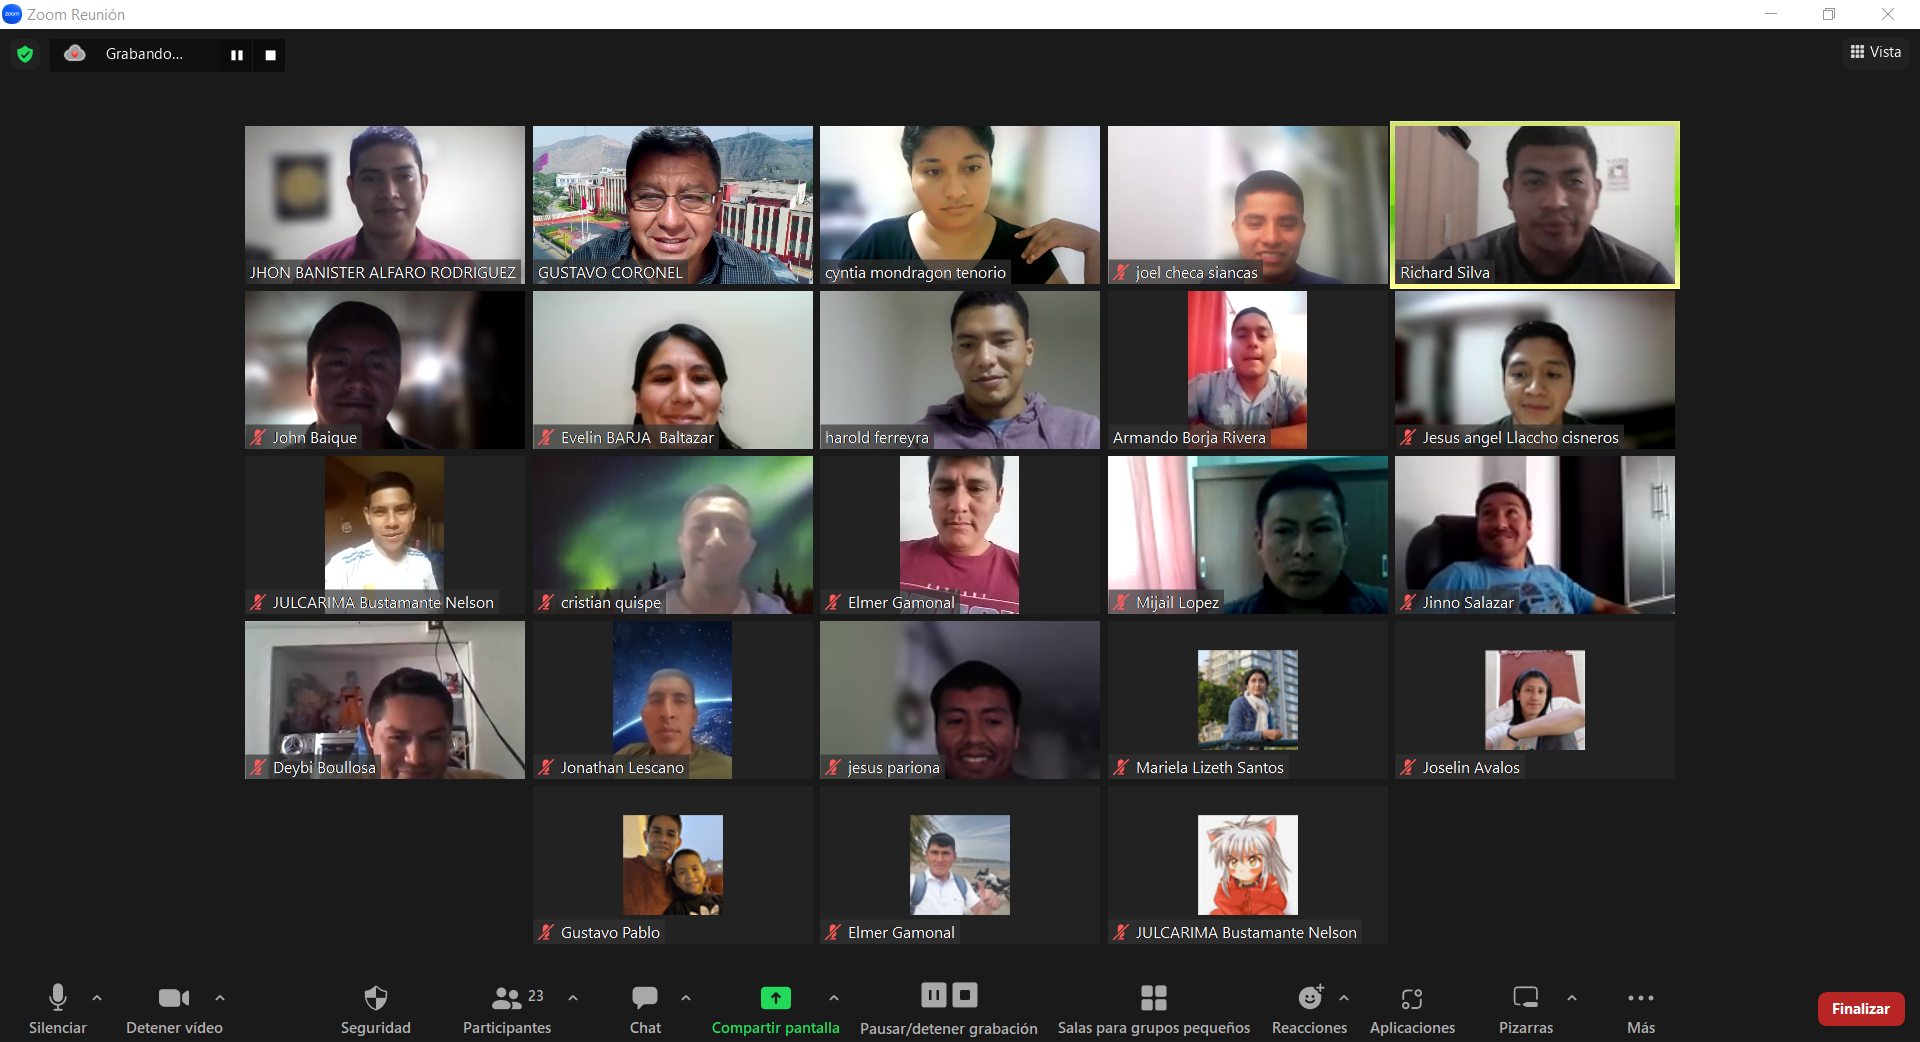 zoom Zoom Reunión
Grabando...
Vista
JHON BANISTER ALFARO RODRIGUEZ
GUSTAVO CORONEL
cyntia mondragon tenorio
joel checa siancas
Richard Silva
John Baique
Evelin BARJA  Baltazar
harold ferreyra
Armando Borja Rivera
Jesus angel Llaccho cisneros
JULCARIMA Bustamante Nelson
cristian quispe
Elmer Gamonal
Mijail Lopez
Jinno Salazar
Deybi Boullosa
Jonathan Lescano
jesus pariona
Mariela Lizeth Santos
Joselin Avalos
Gustavo Pablo
Elmer Gamonal
JULCARIMA Bustamante Nelson
23
Silenciar
Detener vídeo
Seguridad
Participantes
Chat
Compartir pantalla
Pausar/detener grabación
Salas para grupos pequeños
Reacciones
Aplicaciones
Pizarras
Más
Finalizar